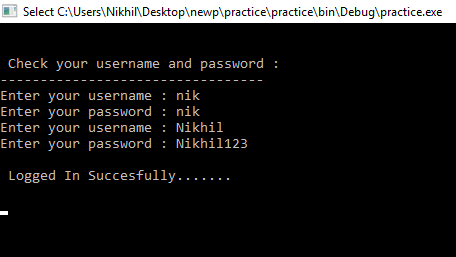 Select C:\Users\Nikhil\Desktop\newp\practice\practice\bin\Debug\practice.exe
Check your username and password :
---------------------------------
Enter your username : nik
Enter your password : nik
Enter your username : Nikhil
Enter your password : Nikhil123
Logged In Succesfully.......